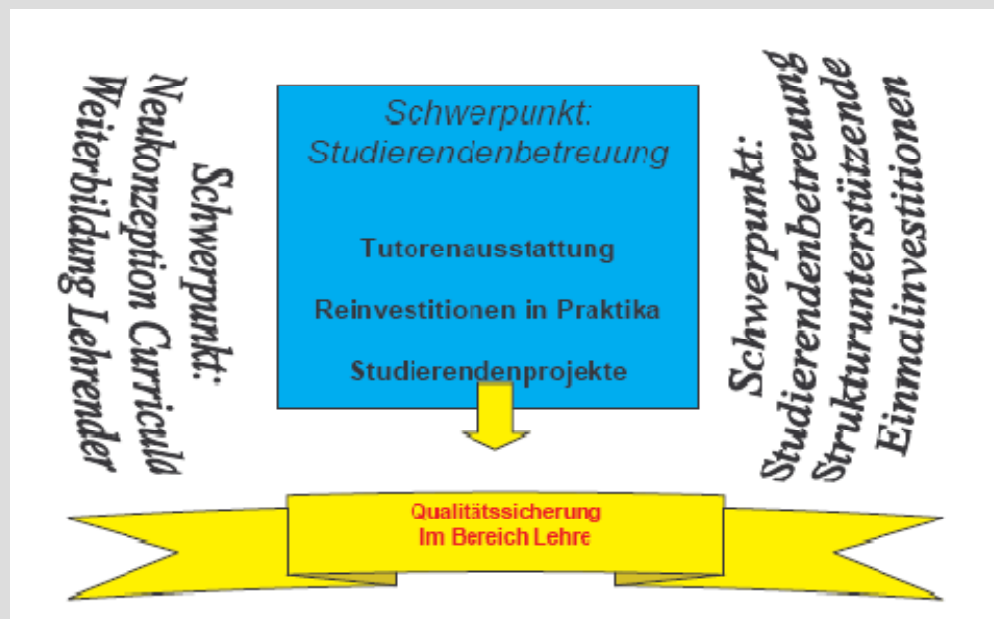 Schwerpunkt:
Neukonzeption Curricula
Weiterbildung Lehrender
Schwerpunkt:
Studierendenbetreuung
Tutorenausstattung
Reinvestitionen in Praktika
Studierendenprojekte
Schwerpunkt:
Studierendenbetreuung
Strukturunterstützende
Einmalinvestitionen
Qualitätssicherung
Im Bereich Lehre